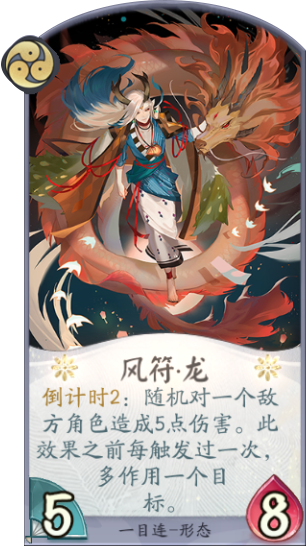 风符·龙
倒计时2：随机对一个敌
方角色造成5点伤害。此
效果之前每触发过一次，
多作用一个目
标。
5
8
一目连-形态